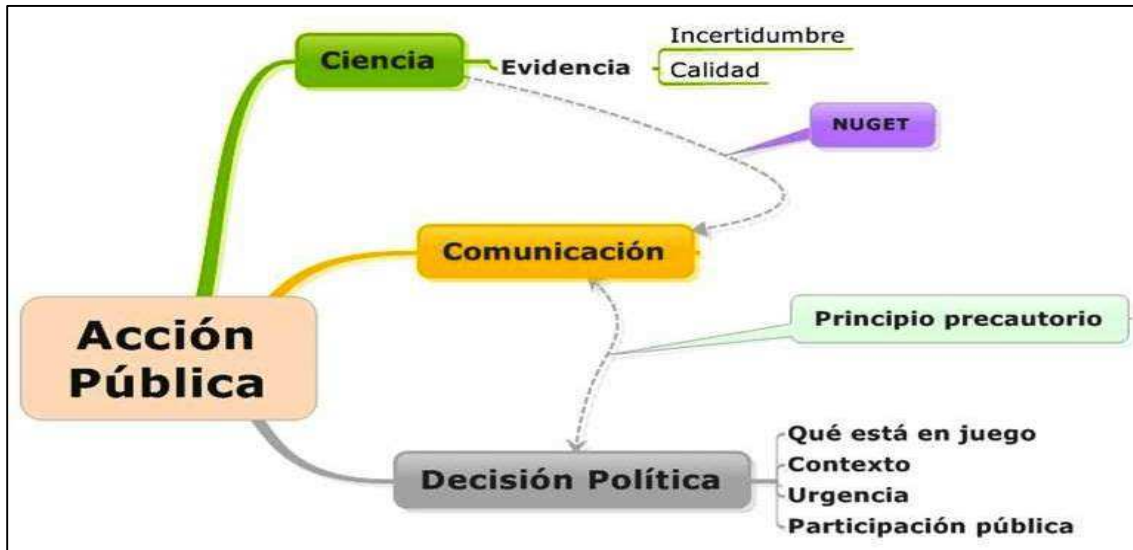 Ciencia
Evidencia
Incertidumbre
Calidad
NUGET
Comunicación
Principio precautorio
Acción
Pública
Decisión Política
Qué está en juego
Contexto
Urgencia
Participación pública